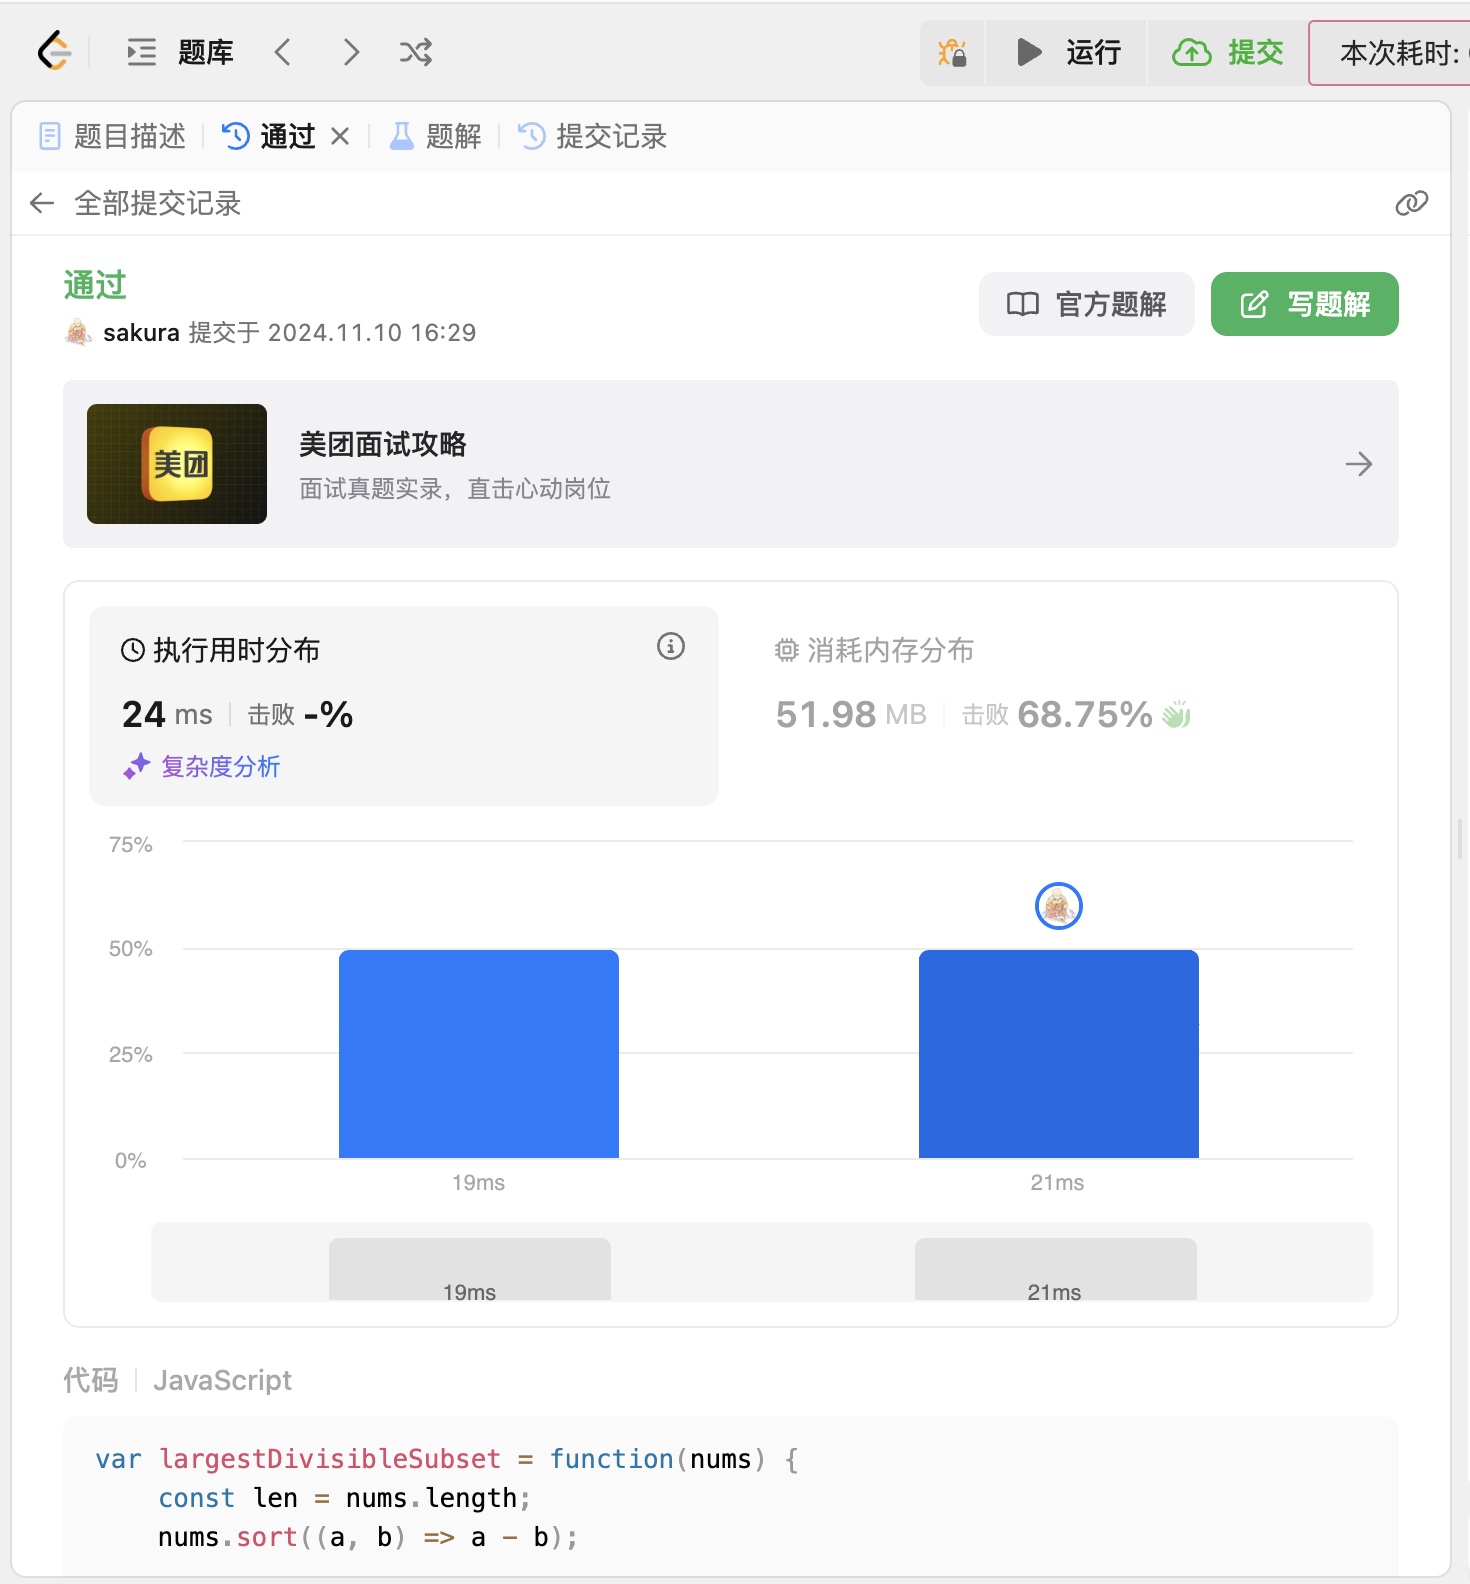 题库
运行
提交
本次耗时:
题目描述
通过
题解
提交记录
全部提交记录
通过
sakura 提交于 2024.11.10 16:29
官方题解
写题解
美团
美团面试攻略
面试真题实录，直击心动岗位
执行用时分布
24 ms 击败 -%
复杂度分析
消耗内存分布
51.98 MB 击败 68.75%
75%
50%
25%
0%
19ms
21ms
19ms
21ms
代码 JavaScript
var largestDivisibleSubset = function(nums) {
    const len = nums.length;
    nums.sort((a, b) => a - b);